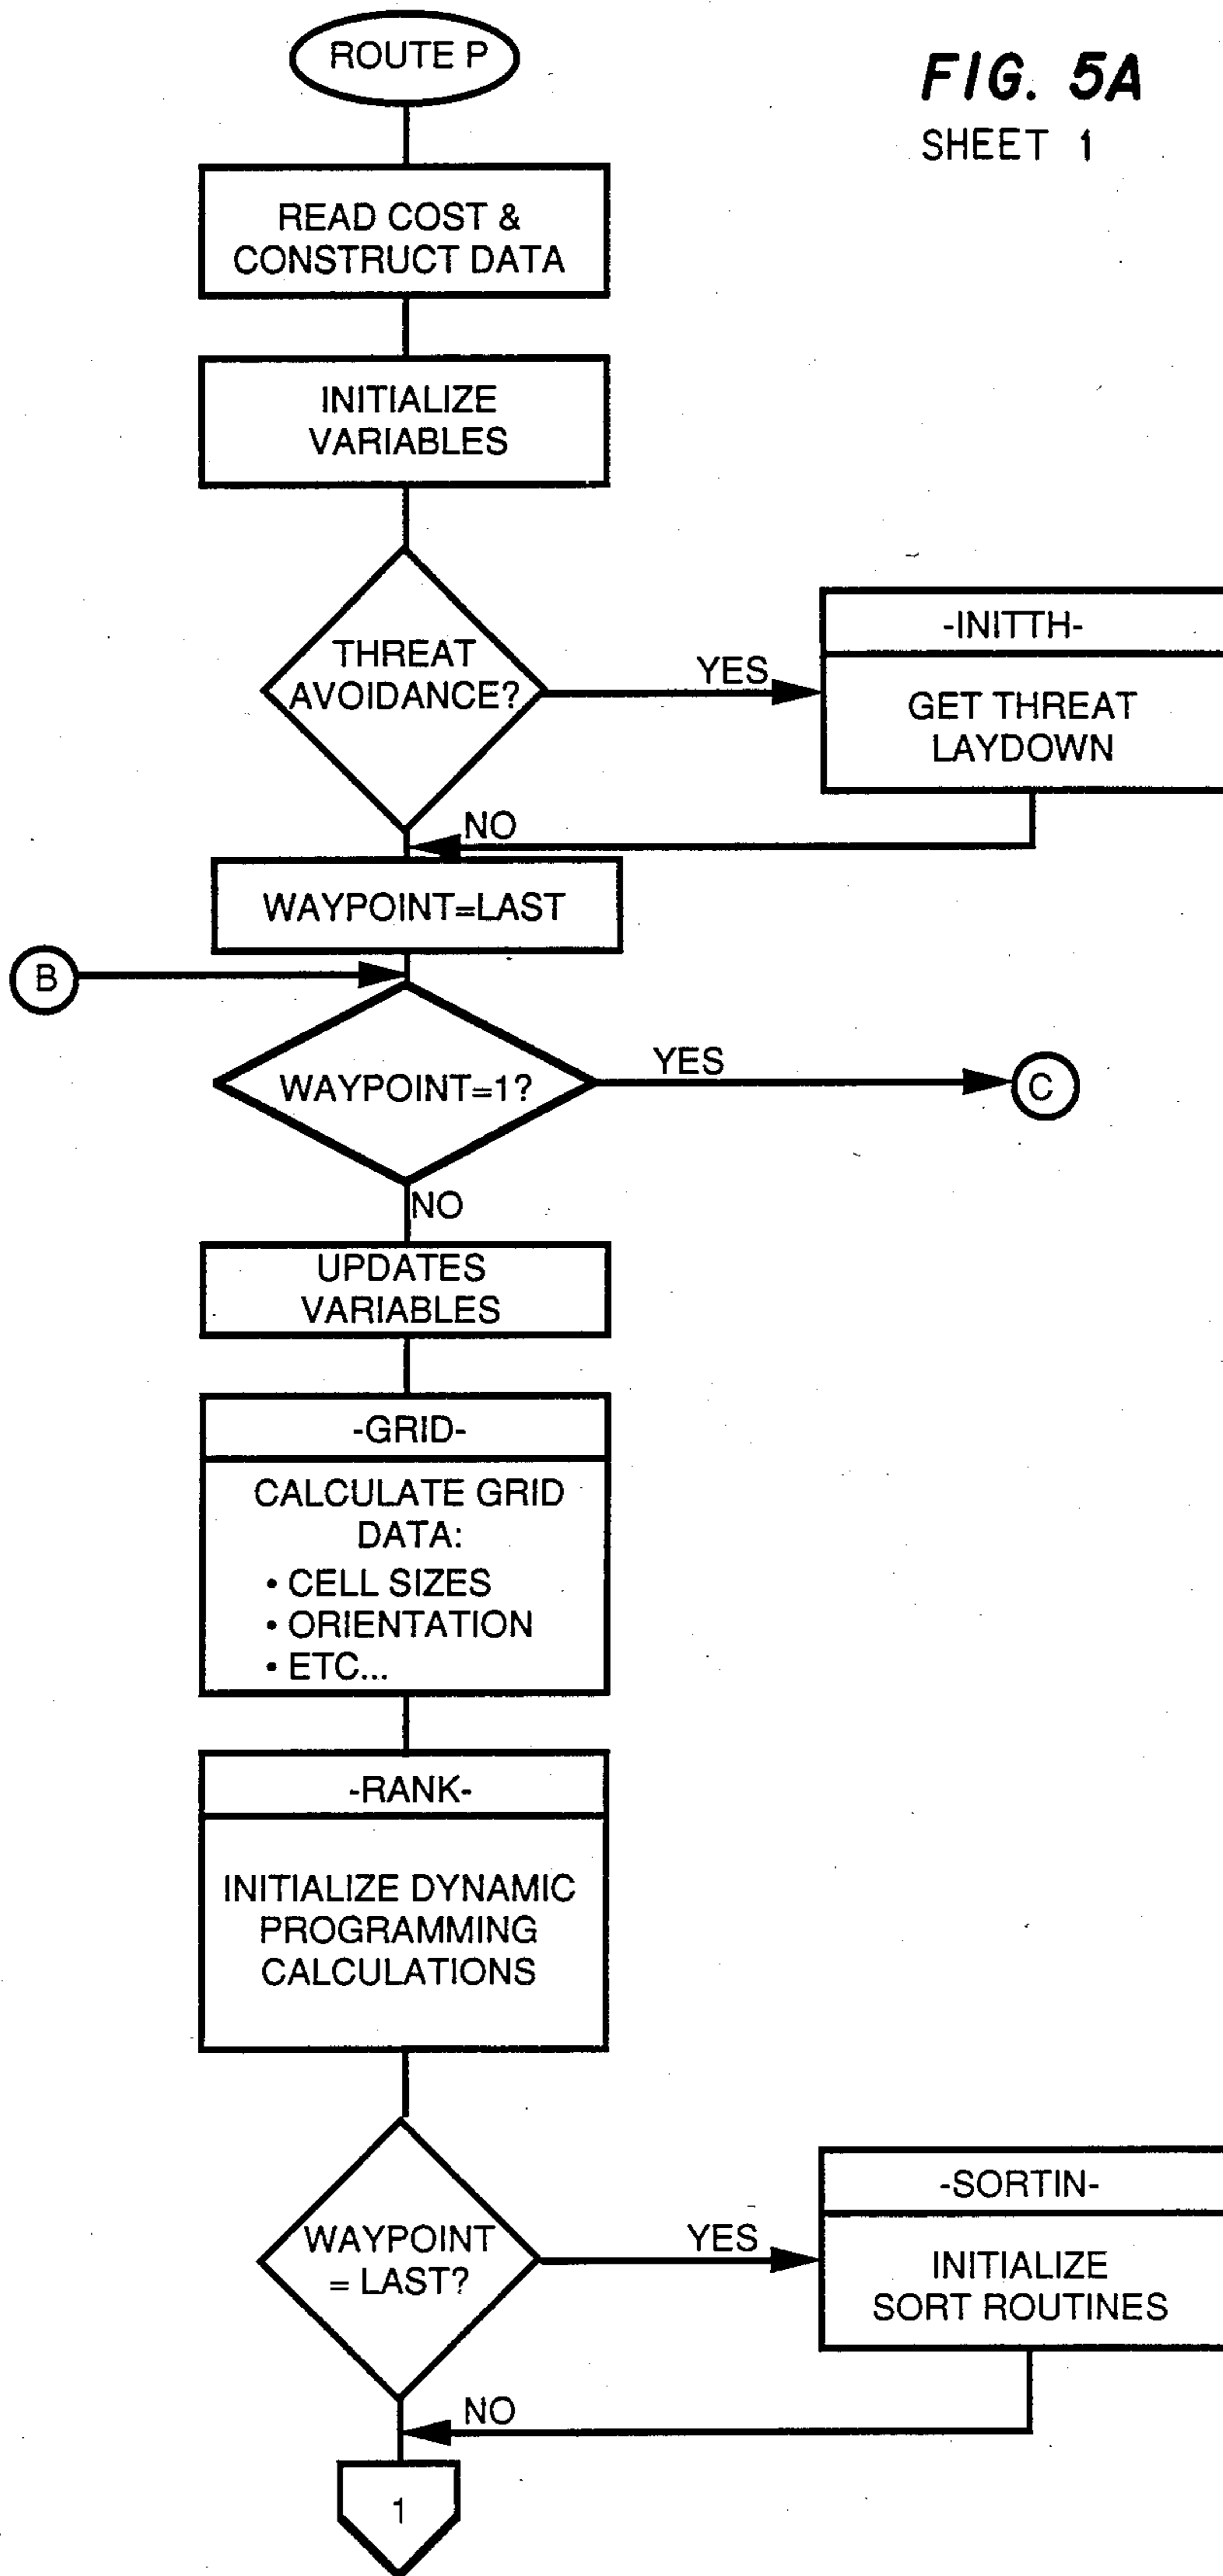 ROUTE P
FIG. 5A
SHEET 1
READ COST &
CONSTRUCT DATA
INITIALIZE
VARIABLES
THREAT
AVOIDANCE?
YES
-INITTH-
GET THREAT
LAYDOWN
NO
WAYPOINT=LAST
B
WAYPOINT=1?
YES
C
NO
UPDATES
VARIABLES
-GRID-
CALCULATE GRID
DATA:
• CELL SIZES
• ORIENTATION
• ETC...
-RANK-
INITIALIZE DYNAMIC
PROGRAMMING
CALCULATIONS
WAYPOINT
= LAST?
YES
-SORTIN-
INITIALIZE
SORT ROUTINES
NO
1